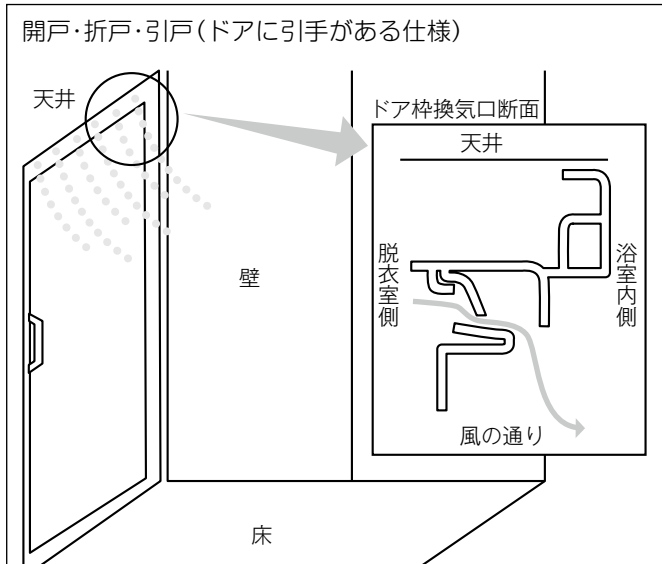 開戸・折戸・引戸(ドアに引手がある仕様)
天井
ドア枠換気口断面
天井
脱衣室側
浴室内側
壁
風の通り
床